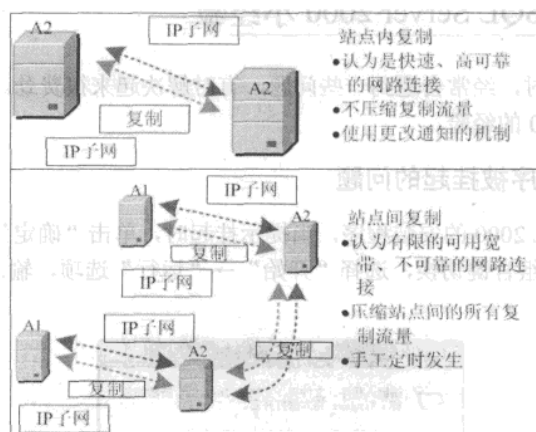 IP子网
A2
A2
复制
IP子网
站点内复制
●认为是快速、高可靠
的网路连接
●不压缩复制流量
●使用更改通知的机制
IP子网
A1
A2
复制
IP子网
A1
IP子网
A2
复制
复制
IP子网
站点间复制
●认为有限的可用宽
带、不可靠的网路连
接
●压缩站点间的所有复
制流量
●手工定时发生